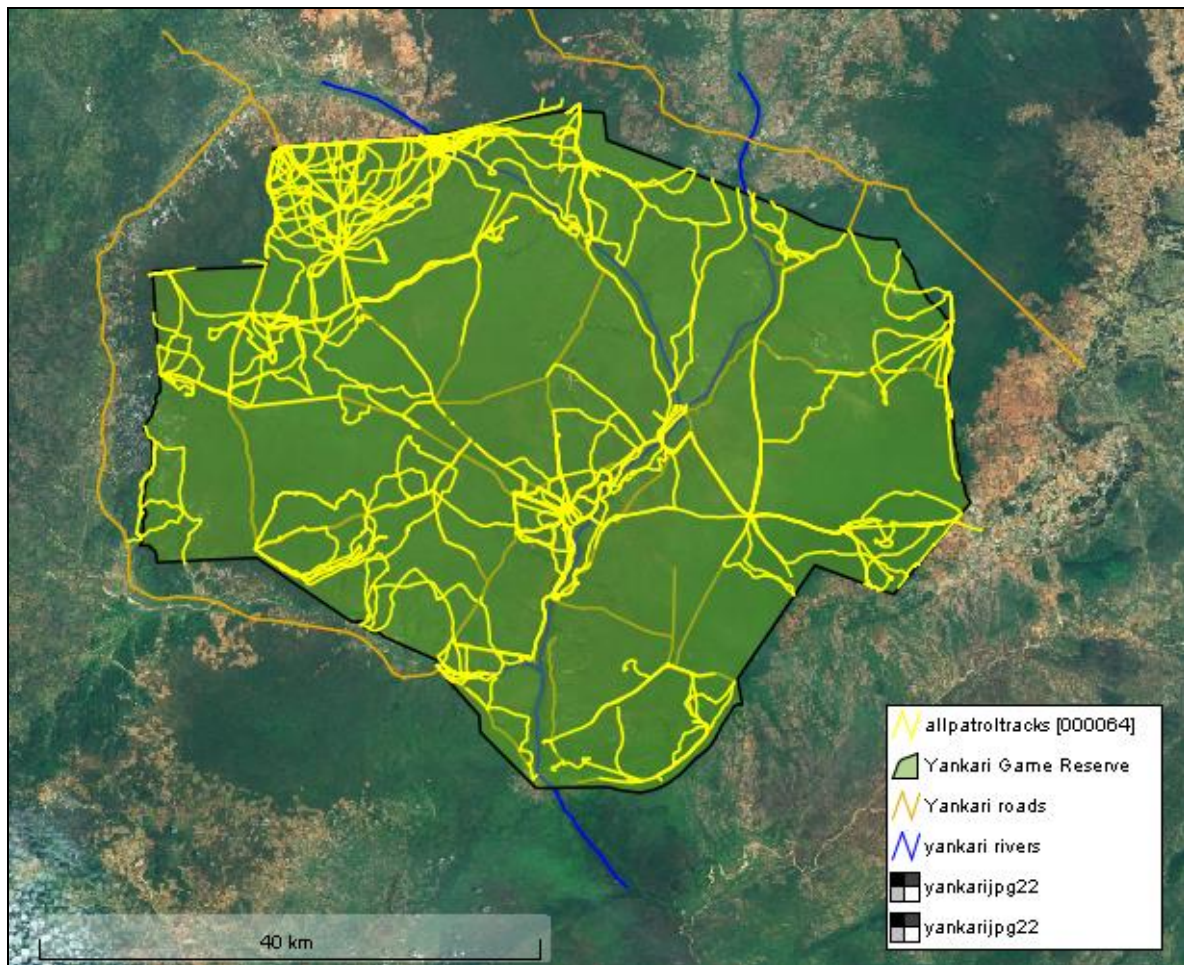 allpatroltracks [000064]
Yankari Game Reserve
Yankari roads
yankari rivers
yankarijpg22
yankarijpg22
40 km